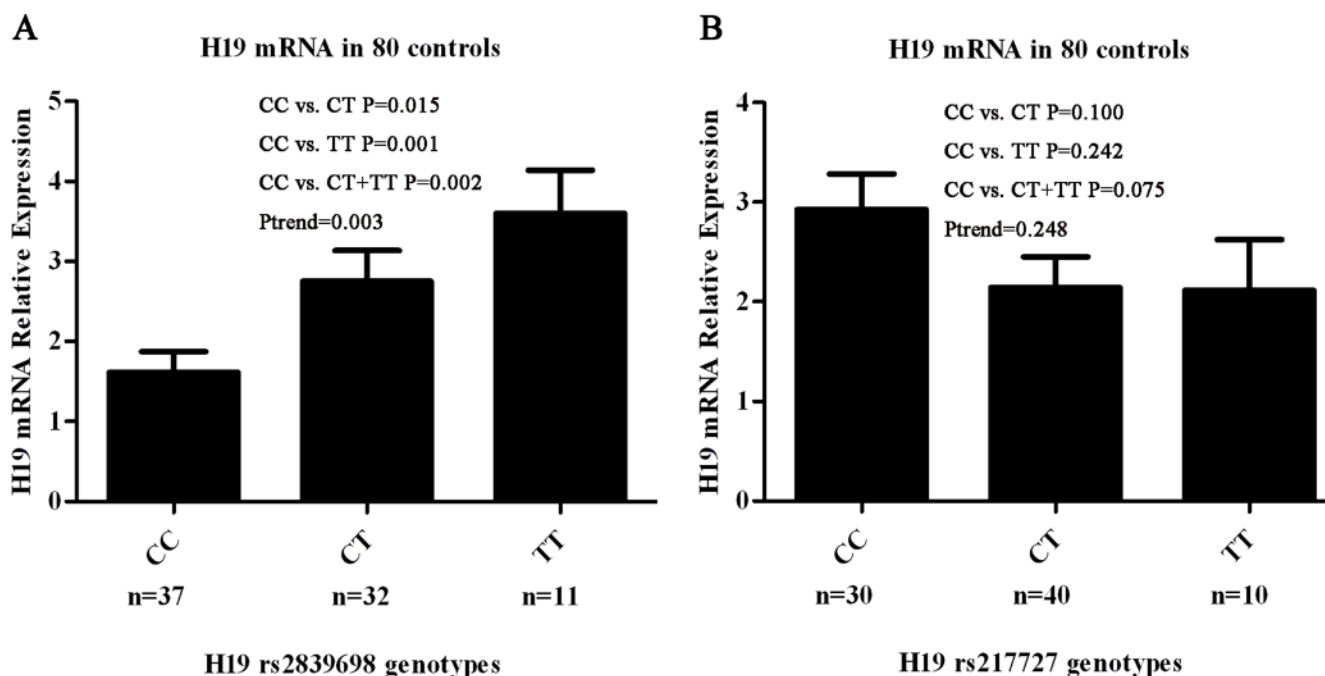 A
H19 mRNA in 80 controls
H19 mRNA Relative Expression
5
4
3
2
1
0
CC vs. CT P=0.015
CC vs. TT P=0.001
CC vs. CT+TT P=0.002
Ptrend=0.003
CC
CT
TT
n=37
n=32
n=11
H19 rs2839698 genotypes
B
H19 mRNA in 80 controls
H19 mRNA Relative Expression
4
3
2
1
0
CC vs. CT P=0.100
CC vs. TT P=0.242
CC vs. CT+TT P=0.075
Ptrend=0.248
CC
CT
TT
n=30
n=40
n=10
H19 rs217727 genotypes